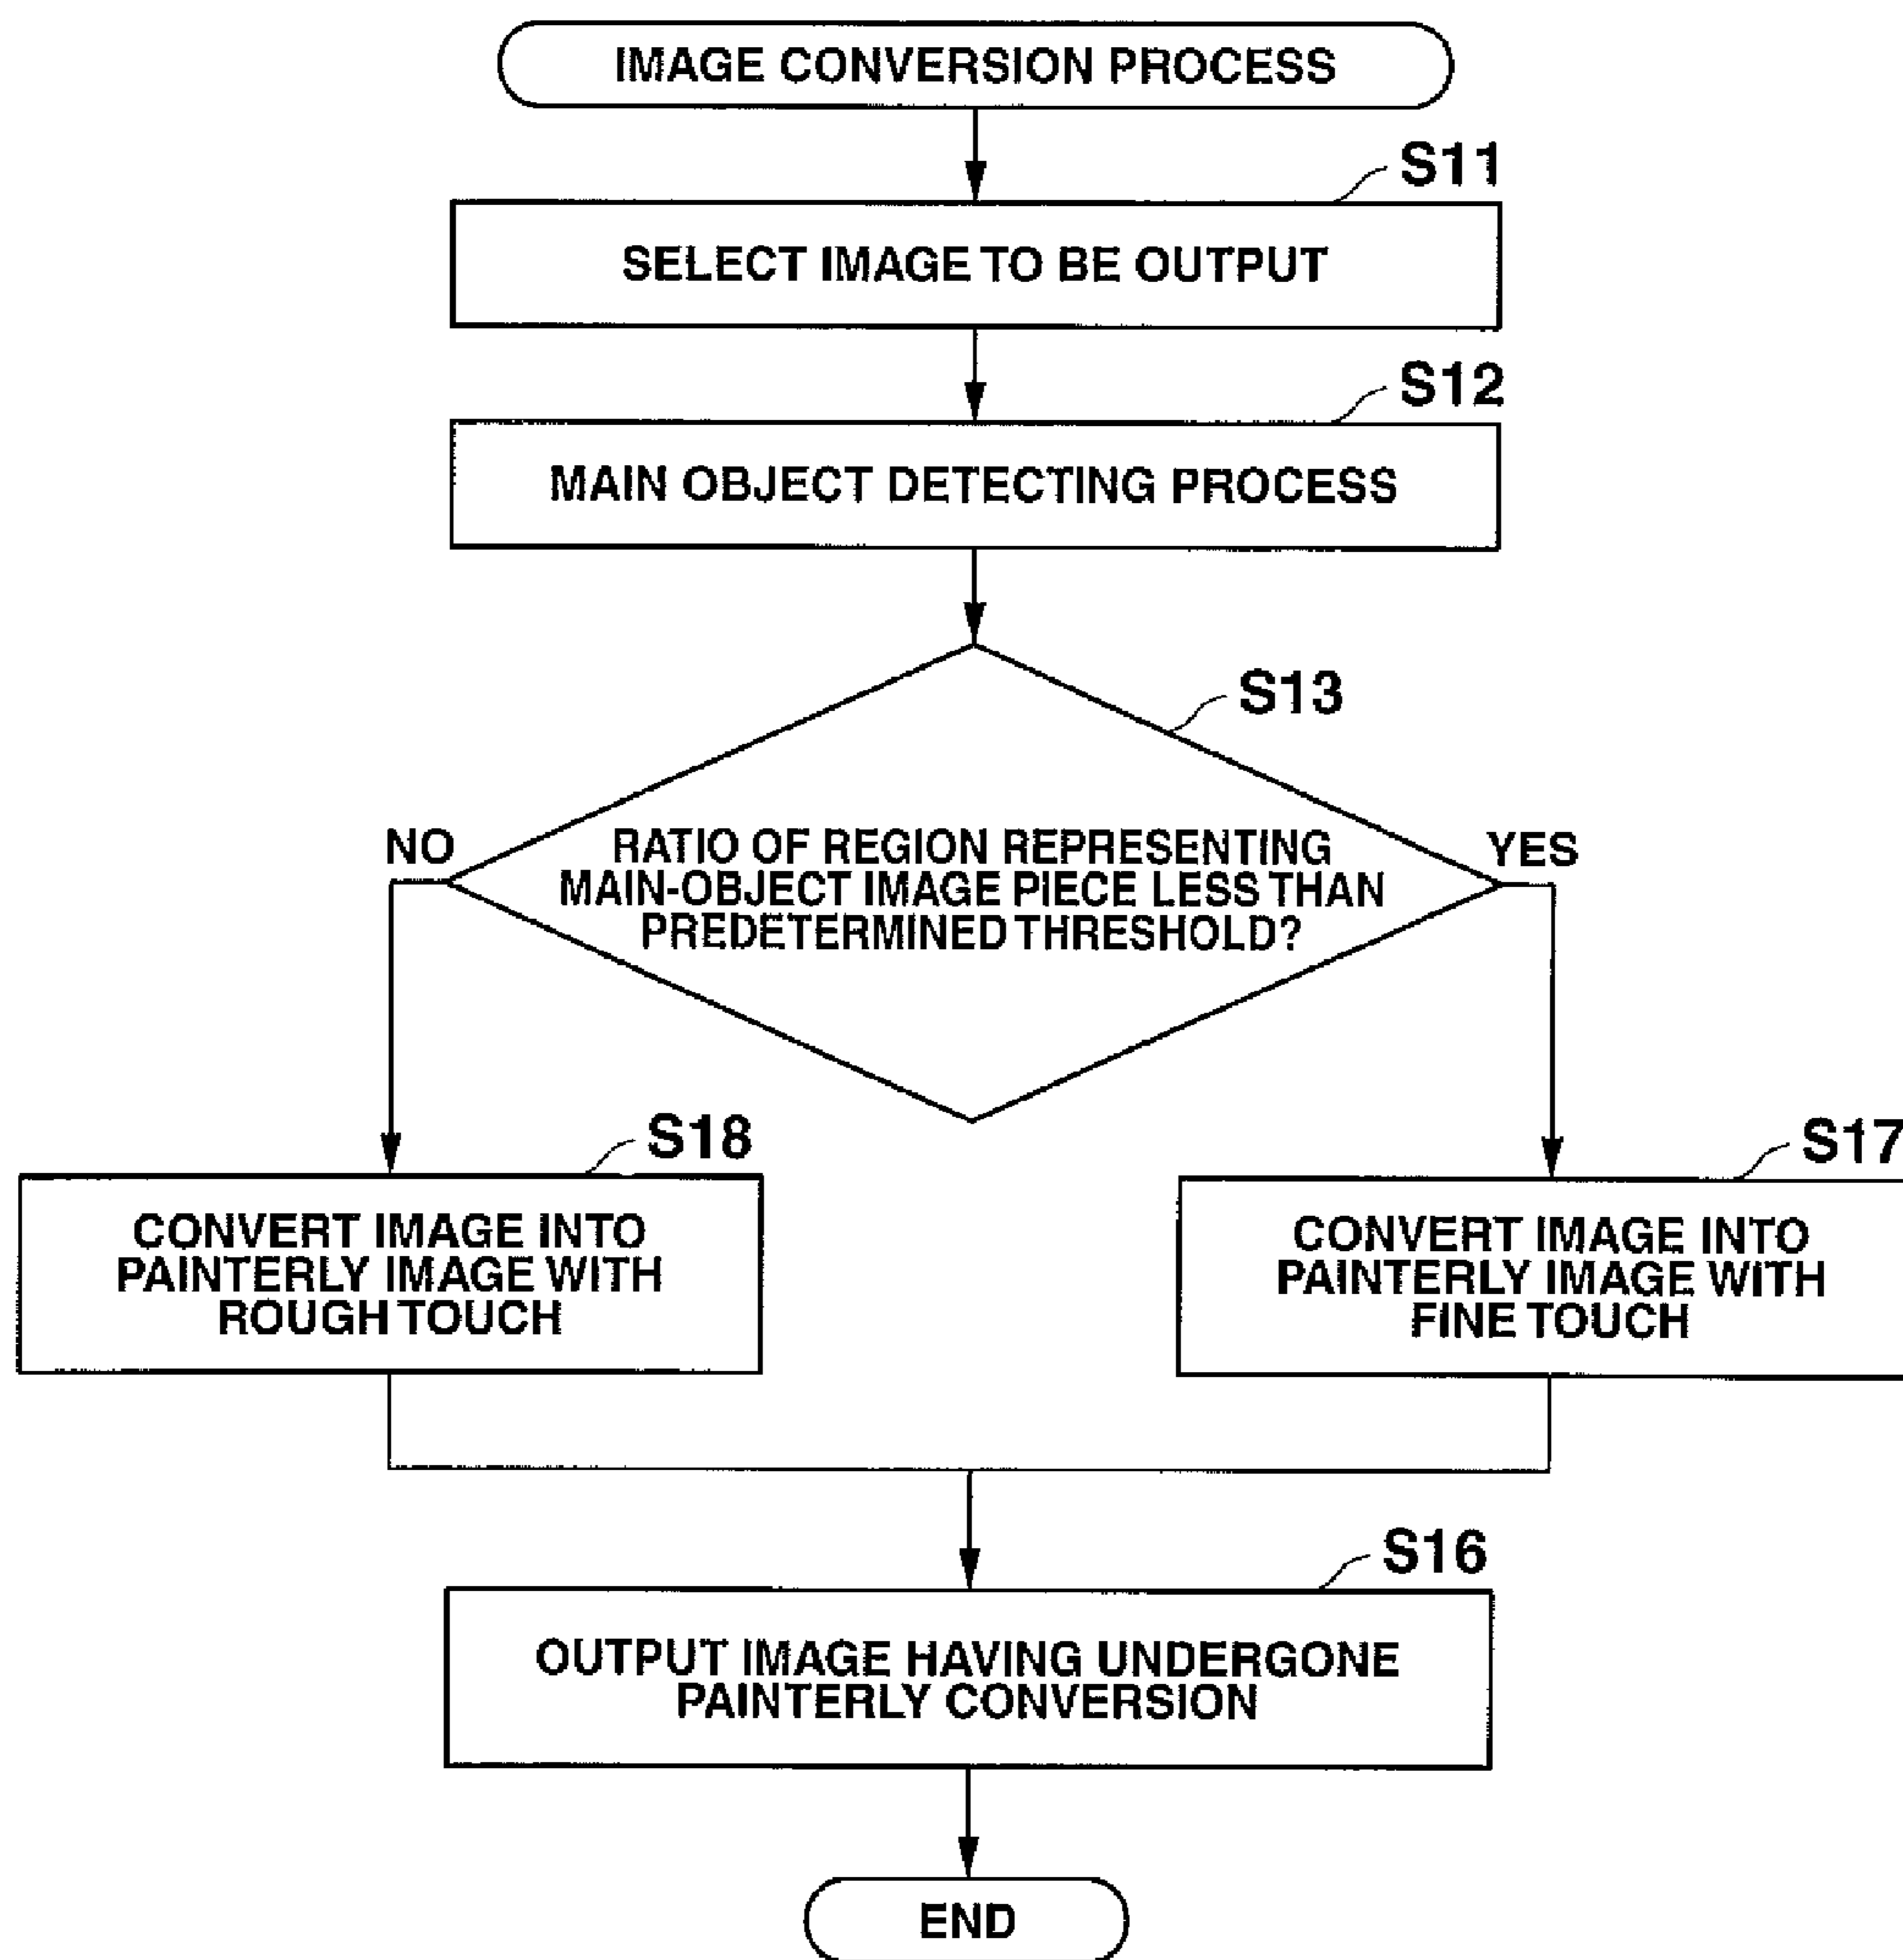 IMAGE CONVERSION PROCESS
S11
SELECT IMAGE TO BE OUTPUT
S12
MAIN OBJECT DETECTING PROCESS
S13
NO
RATIO OF REGION REPRESENTING
MAIN-OBJECT IMAGE PIECE LESS THAN
PREDETERMINED THRESHOLD?
YES
S18
CONVERT IMAGE INTO
PAINTERLY IMAGE WITH
ROUGH TOUCH
S17
CONVERT IMAGE INTO
PAINTERLY IMAGE WITH
FINE TOUCH
S16
OUTPUT IMAGE HAVING UNDERGONE
PAINTERLY CONVERSION
END